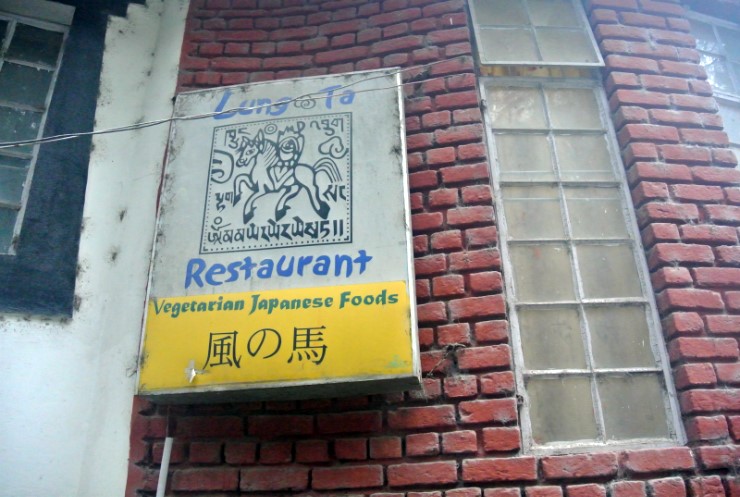 Lung Ta
Restaurant
Vegetarian Japanese Foods
風の馬